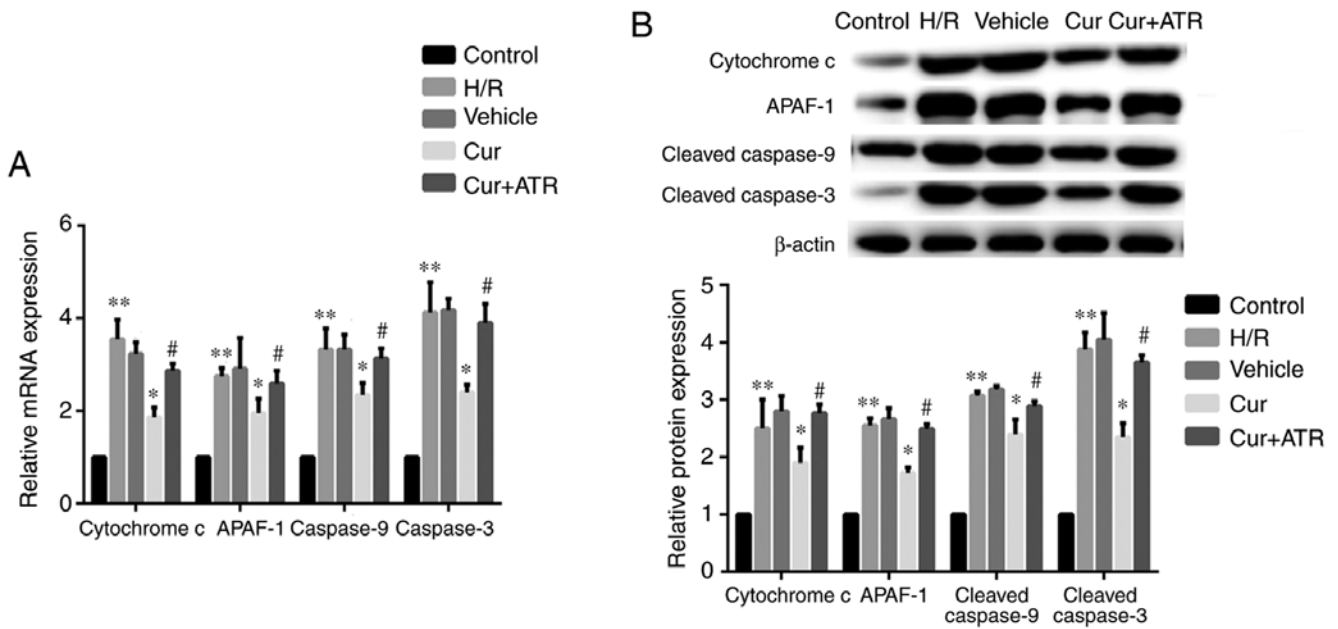 Control
H/R
Vehicle
Cur
Cur+ATR
A
Relative mRNA expression
6
4
2
0
** * #
** * #
** * #
** * #
Cytochrome c APAF-1 Caspase-9 Caspase-3
B
Control H/R Vehicle Cur Cur+ATR
Cytochrome c
APAF-1
Cleaved caspase-9
Cleaved caspase-3
β-actin
Relative protein expression
5
4
3
2
1
0
** * #
** * #
** * #
** * #
Cytochrome c APAF-1 Cleaved Cleaved
caspase-9 caspase-3
Control
H/R
Vehicle
Cur
Cur+ATR